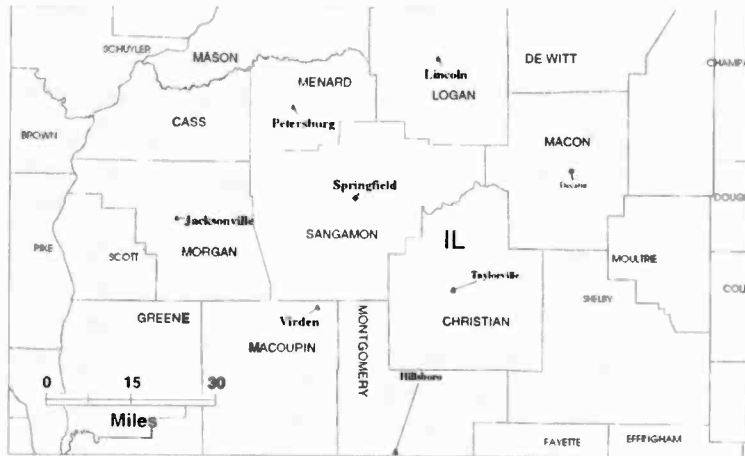 SCHUYLER
MASON
Lincoln
LOGAN
DE WITT
CHAMPA
MENARD
Petersburg
CASS
BROWN
MACON
Decatur
Springfield
DOUG
Jacksonville
SANGAMON
IL
PIKE
SCOTT
MORGAN
MOULTRIE
Taylorville
COL
SHELBY
GREENE
Virden
MACOUPIN
MONTGOMERY
CHRISTIAN
Hillsboro
0 15 30
Miles
FAYETTE
EFFINGHAM